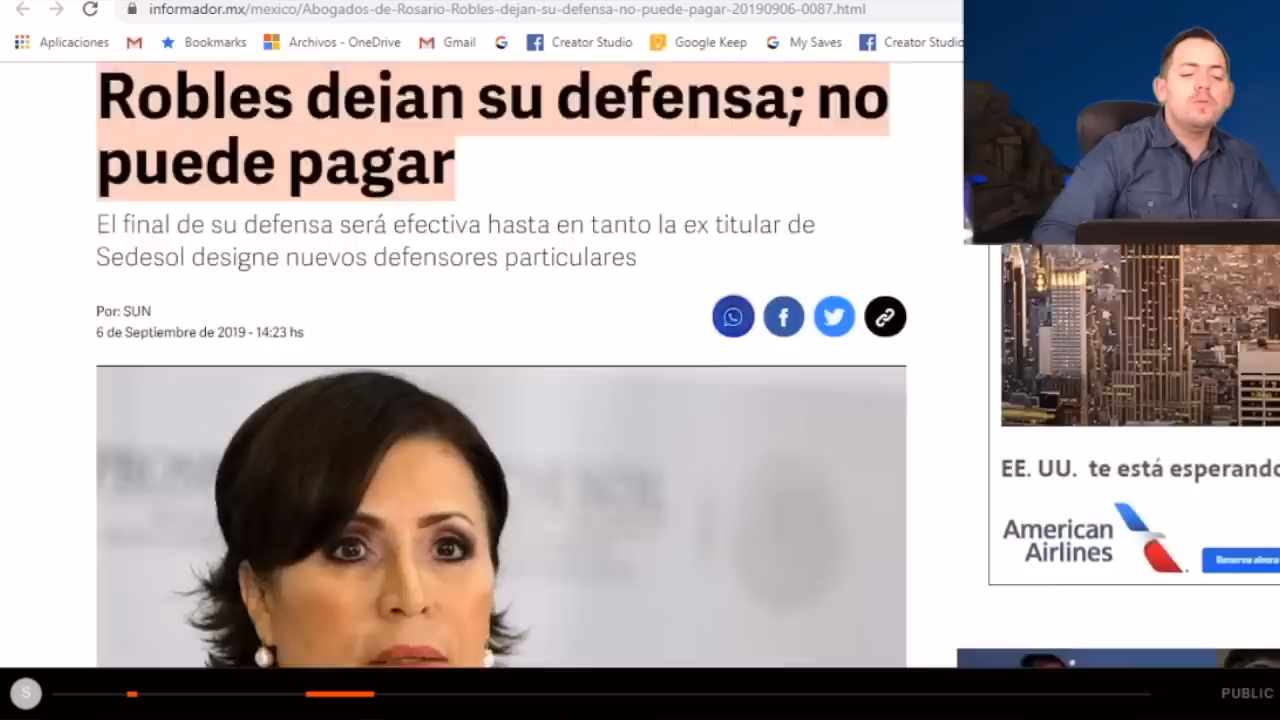 informador.mx/mexico/Abogados-de-Rosario-Robles-dejan-su-defensa-no-puede-pagar-20190906-0087.html
Aplicaciones Bookmarks Archivos - OneDrive Gmail Creator Studio Google Keep My Saves Creator Studio
Robles dejan su defensa; no
puede pagar
El final de su defensa será efectiva hasta en tanto la ex titular de
Sedesol designe nuevos defensores particulares
Por: SUN
6 de Septiembre de 2019 - 14:23 hs
EE. UU. te está esperando
American
Airlines
Reserva ahora
S
PUBLIC